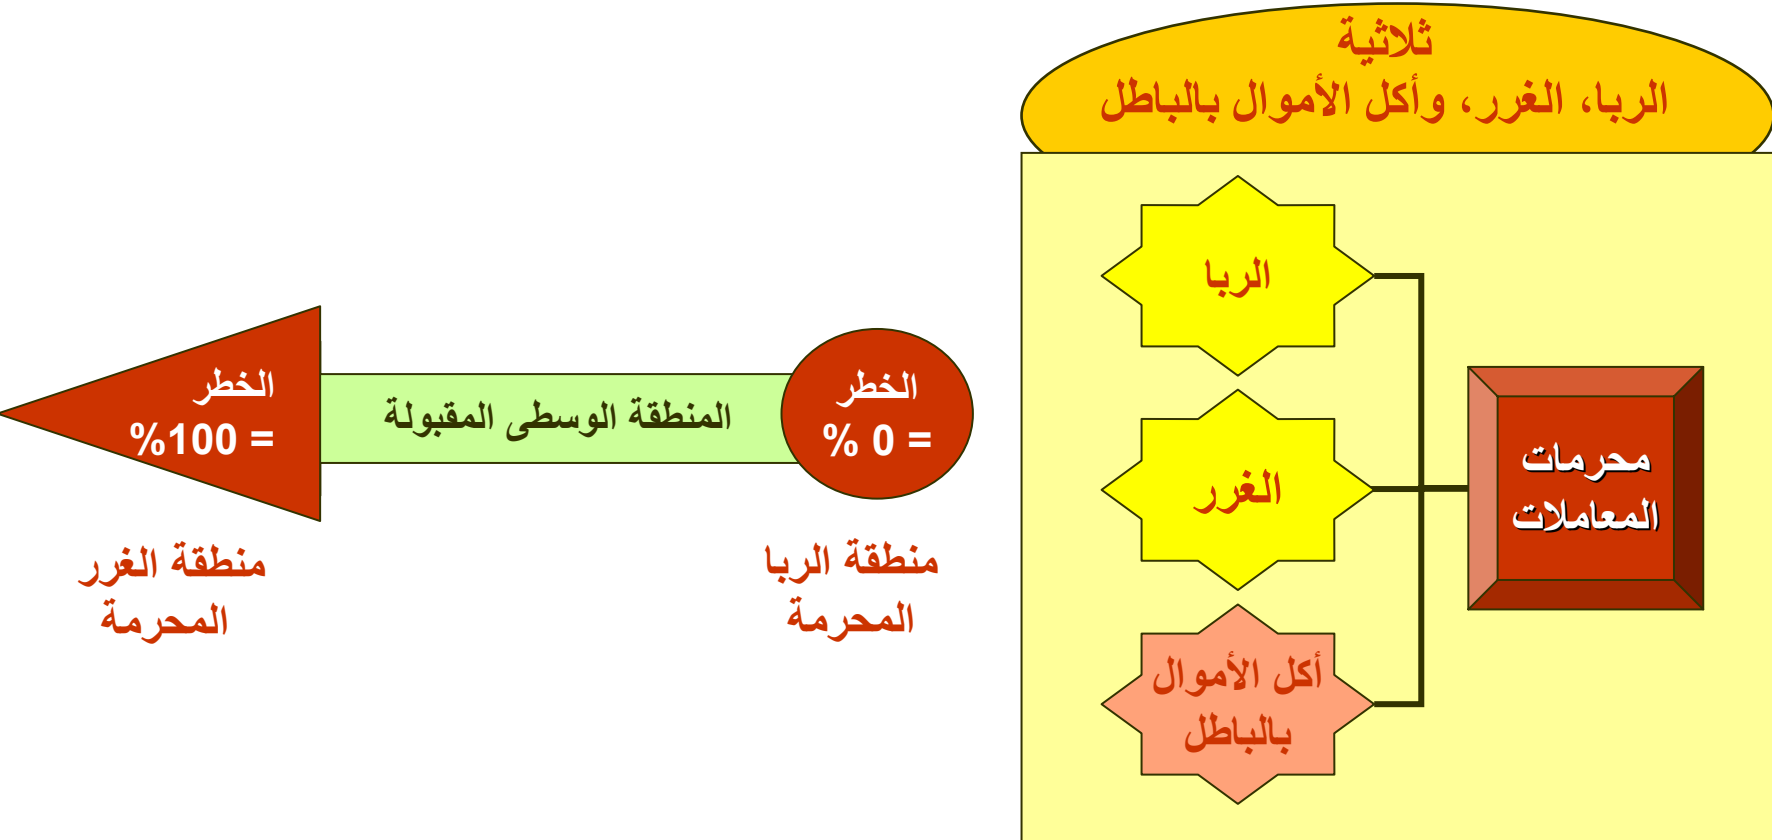 ثلاثية
الربا، الغرر، وأكل الأموال بالباطل
محرمات
المعاملات
الربا
الغرر
أكل الأموال
بالباطل
الخطر
= 0 %
المنطقة الوسطى المقبولة
الخطر
= 100%
منطقة الربا
المحرمة
منطقة الغرر
المحرمة